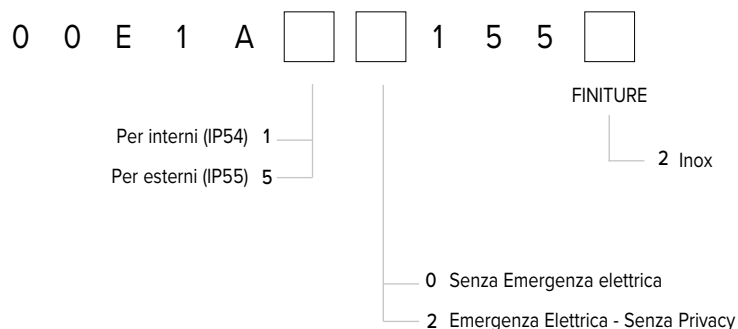 0 0 E 1 A 1 5 5
FINITURE
Per interni (IP54) 1
2 Inox
Per esterni (IP55) 5
0 Senza Emergenza elettrica
2 Emergenza Elettrica - Senza Privacy